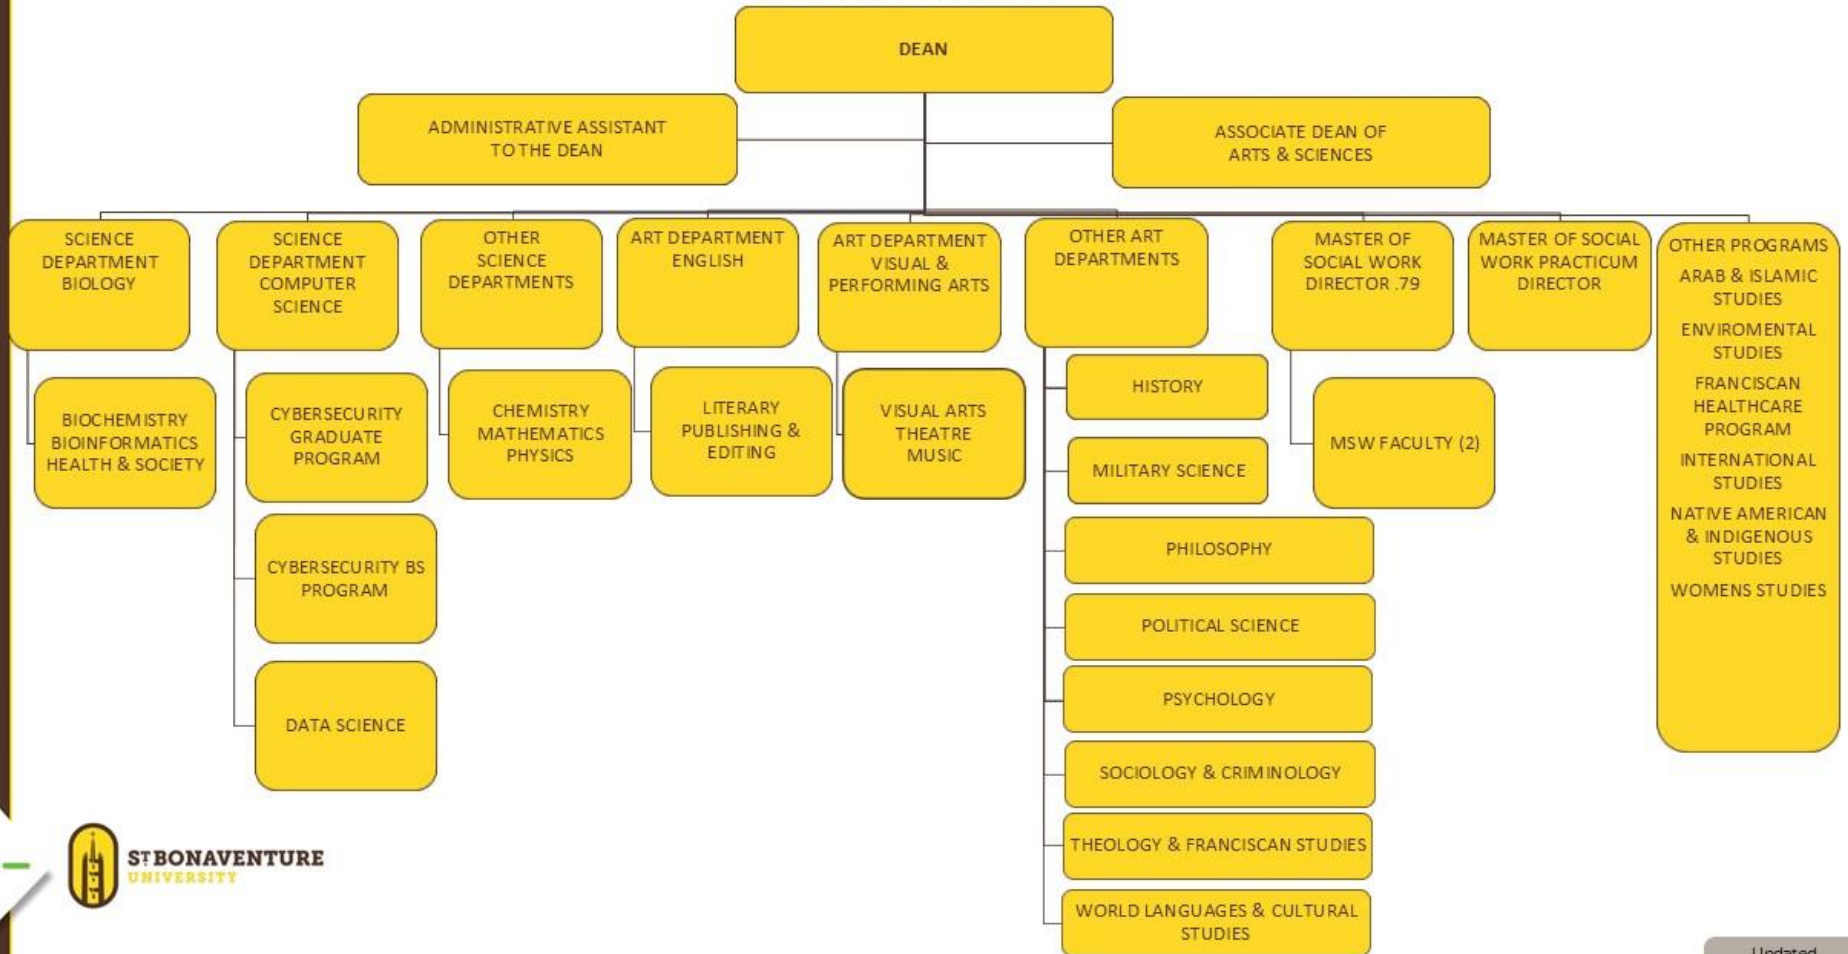 DEAN
ADMINISTRATIVE ASSISTANT
TO THE DEAN
ASSOCIATE DEAN OF
ARTS & SCIENCES
SCIENCE
DEPARTMENT
BIOLOGY
SCIENCE
DEPARTMENT
COMPUTER
SCIENCE
OTHER
SCIENCE
DEPARTMENTS
ART DEPARTMENT
ENGLISH
ART DEPARTMENT
VISUAL &
PERFORMING ARTS
OTHER ART
DEPARTMENTS
MASTER OF
SOCIAL WORK
DIRECTOR .79
MASTER OF SOCIAL
WORK PRACTICUM
DIRECTOR
OTHER PROGRAMS
ARAB & ISLAMIC
STUDIES
ENVIROMENTAL
STUDIES
FRANCISCAN
HEALTHCARE
PROGRAM
INTERNATIONAL
STUDIES
NATIVE AMERICAN
& INDIGENOUS
STUDIES
WOMENS STUDIES
BIOCHEMISTRY
BIOINFORMATICS
HEALTH & SOCIETY
CYBERSECURITY
GRADUATE
PROGRAM
CYBERSECURITY BS
PROGRAM
DATA SCIENCE
CHEMISTRY
MATHEMATICS
PHYSICS
LITERARY
PUBLISHING &
EDITING
VISUAL ARTS
THEATRE
MUSIC
HISTORY
MILITARY SCIENCE
PHILOSOPHY
POLITICAL SCIENCE
PSYCHOLOGY
SOCIOLOGY & CRIMINOLOGY
THEOLOGY & FRANCISCAN STUDIES
WORLD LANGUAGES & CULTURAL
STUDIES
MSW FACULTY (2)
ST BONAVENTURE
UNIVERSITY
Updated